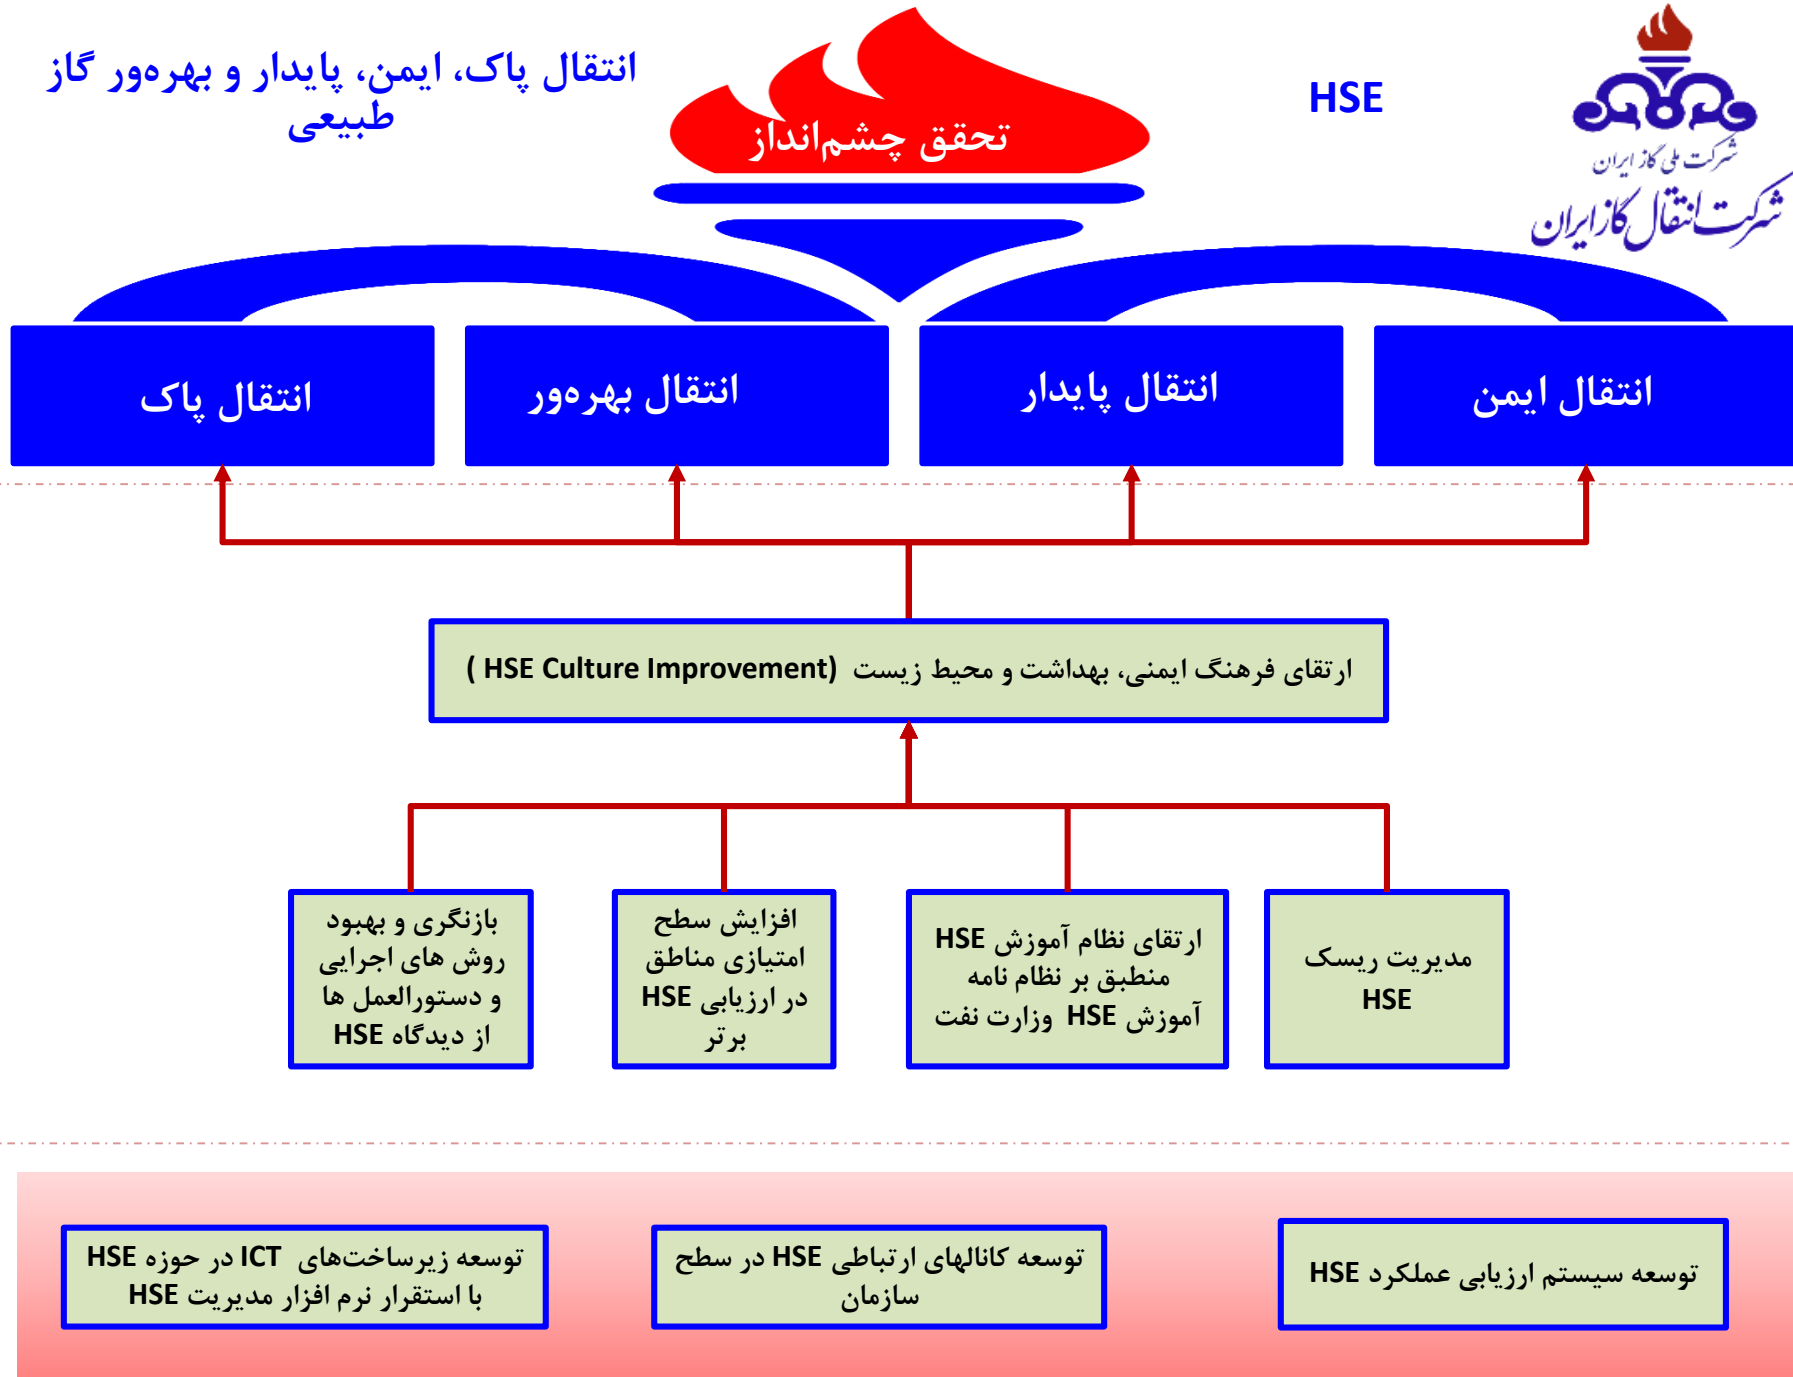 شرکت ملی گاز ایران
شرکت انتقال گاز ایران
HSE
تحقق چشم‌انداز
انتقال پاک، ایمن، پایدار و بهره‌ور گاز
طبیعی
انتقال ایمن
انتقال پایدار
انتقال بهره‌ور
انتقال پاک
ارتقای فرهنگ ایمنی، بهداشت و محیط زیست (HSE Culture Improvement )
مدیریت ریسک
HSE
ارتقای نظام آموزش HSE
منطبق بر نظام نامه
آموزش HSE وزارت نفت
افزایش سطح
امتیازی مناطق
در ارزیابی HSE
برتر
بازنگری و بهبود
روش های اجرایی
و دستورالعمل ها
از دیدگاه HSE
توسعه سیستم ارزیابی عملکرد HSE
توسعه کانالهای ارتباطی HSE در سطح
سازمان
توسعه زیرساخت‌های ICT در حوزه HSE
با استقرار نرم افزار مدیریت HSE